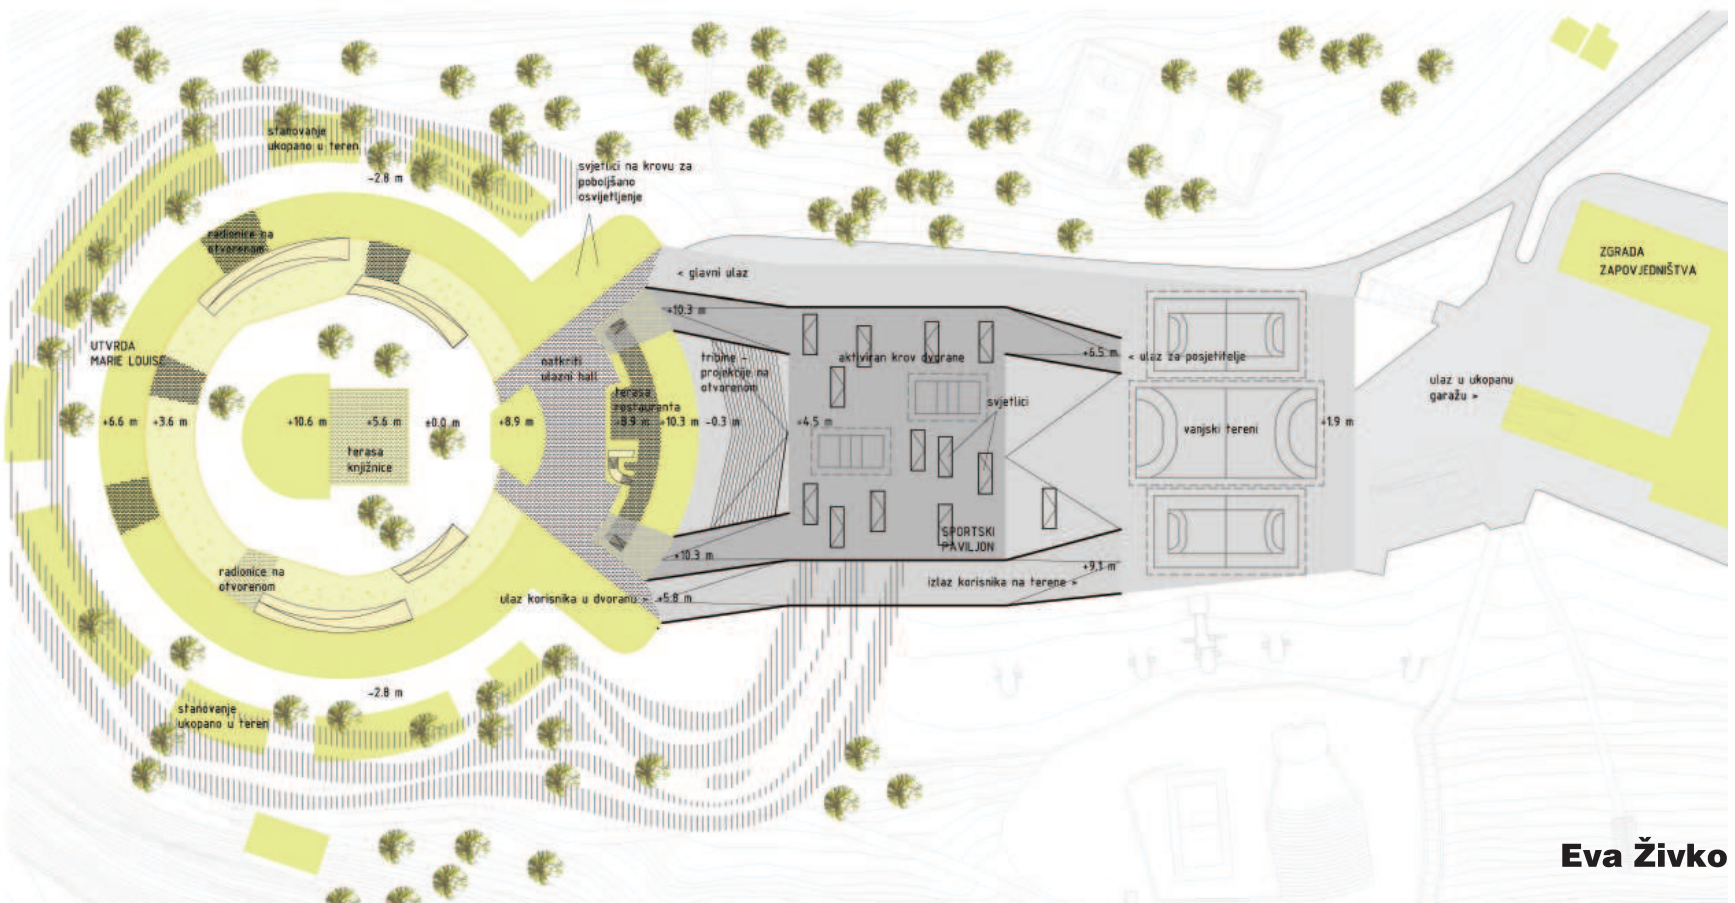 stanovanje
ukopano u teren
-2.8 m
svjetlici na krovu za
poboljšano
osvijetljenje
radionice na
otvorenom
< glavni ulaz
ZGRADA
ZAPOVJEDNIŠTVA
+10.3 m
UTVRDA
MARIE LOUISE
natkriti
ulazni hall
tribine -
projekcije na
otvorenom
aktiviran krov dvorane
+6.5 m
< ulaz za posjetitelje
ulaz u ukopanu
garažu >
terasa
restauranta
svjetlici
+6.6 m
+3.6 m
+10.6 m
+5.6 m
±0.0 m
+8.9 m
+8.9 m
+10.3 m
-0.3 m
+4.5 m
vanjski tereni
+1.9 m
terasa
knjižnice
SPORTSKI
PAVILJON
+10.3 m
+9.1 m
radionice na
otvorenom
izlaz korisnika na terene >
ulaz korisnika u dvoranu >
+5.8 m
-2.8 m
stanovanje
ukopano u teren
Eva Živko